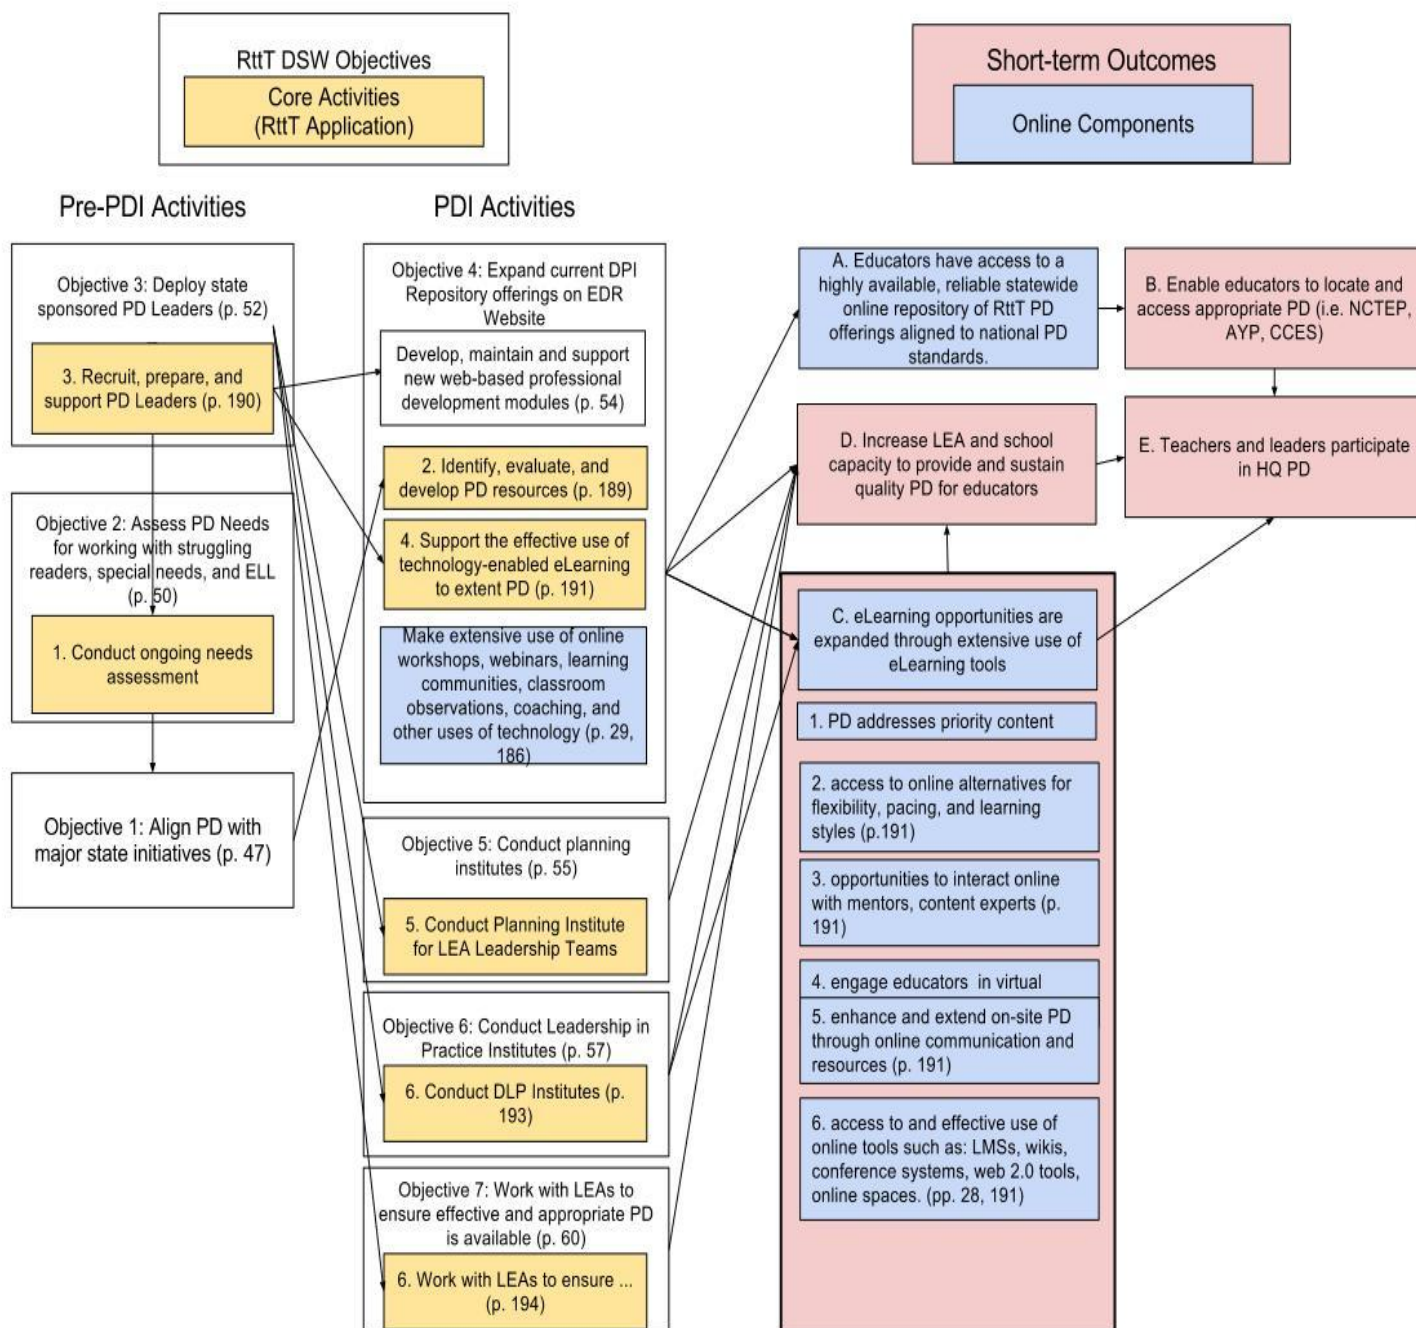 RttT DSW Objectives
Core Activities
(RttT Application)
Short-term Outcomes
Online Components
Pre-PDI Activities
PDI Activities
Objective 3: Deploy state
sponsored PD Leaders (p. 52)
3. Recruit, prepare, and
support PD Leaders (p. 190)
Objective 2: Assess PD Needs
for working with struggling
readers, special needs, and ELL
(p. 50)
1. Conduct ongoing needs
assessment
Objective 1: Align PD with
major state initiatives (p. 47)
Objective 4: Expand current DPI
Repository offerings on EDR
Website
Develop, maintain and support
new web-based professional
development modules (p. 54)
2. Identify, evaluate, and
develop PD resources (p. 189)
4. Support the effective use of
technology-enabled eLearning
to extent PD (p. 191)
Make extensive use of online
workshops, webinars, learning
communities, classroom
observations, coaching, and
other uses of technology (p. 29,
186)
Objective 5: Conduct planning
institutes (p. 55)
5. Conduct Planning Institute
for LEA Leadership Teams
Objective 6: Conduct Leadership in
Practice Institutes (p. 57)
6. Conduct DLP Institutes (p.
193)
Objective 7: Work with LEAs to
ensure effective and appropriate PD
is available (p. 60)
6. Work with LEAs to ensure ...
(p. 194)
A. Educators have access to a
highly available, reliable statewide
online repository of RttT PD
offerings aligned to national PD
standards.
B. Enable educators to locate and
access appropriate PD (i.e. NCTEP,
AYP, CCES)
D. Increase LEA and school
capacity to provide and sustain
quality PD for educators
E. Teachers and leaders participate
in HQ PD
C. eLearning opportunities are
expanded through extensive use of
eLearning tools
1. PD addresses priority content
2. access to online alternatives for
flexibility, pacing, and learning
styles (p.191)
3. opportunities to interact online
with mentors, content experts (p.
191)
4. engage educators in virtual
5. enhance and extend on-site PD
through online communication and
resources (p. 191)
6. access to and effective use of
online tools such as: LMSs, wikis,
conference systems, web 2.0 tools,
online spaces. (pp. 28, 191)